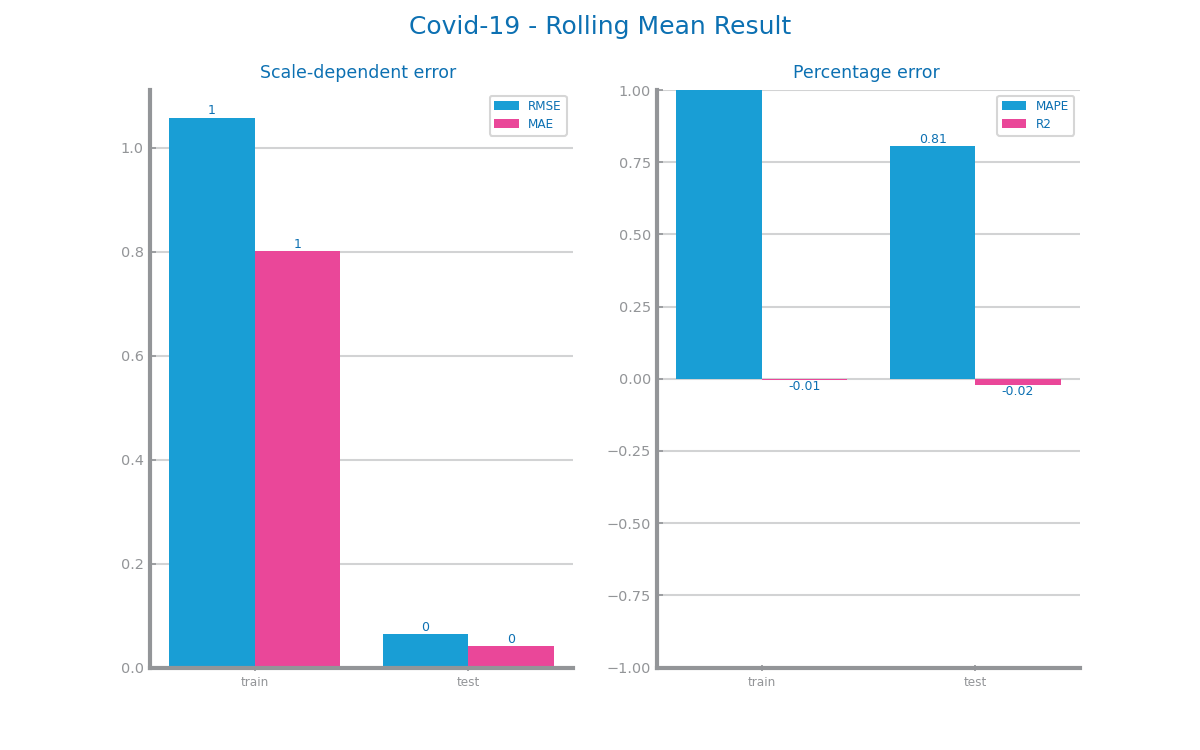 Covid-19 - Rolling Mean Result
Scale-dependent error
1
1
0
0
RMSE
MAE
1.0
0.8
0.6
0.4
0.2
0.0
train
test
Percentage error
0.81
-0.01
-0.02
MAPE
R2
1.00
0.75
0.50
0.25
0.00
−0.25
−0.50
−0.75
−1.00
train
test